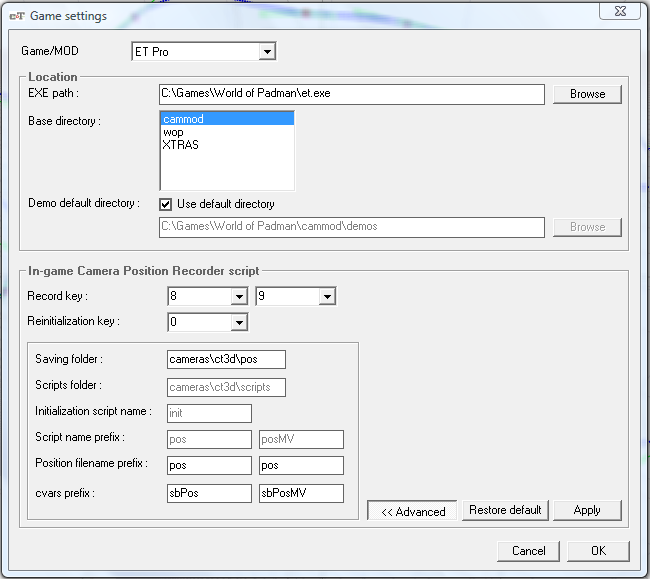 Game settings
Game/MOD ET Pro
Location
EXE path : C:\Games\World of Padman\et.exe Browse
Base directory : cammod
wop
XTRAS
Demo default directory : Use default directory
C:\Games\World of Padman\cammod\demos Browse
In-game Camera Position Recorder script
Record key : 8 9
Reinitialization key : 0
Saving folder : cameras\ct3d\pos
Scripts folder : cameras\ct3d\scripts
Initialization script name : init
Script name prefix : pos posMV
Position filename prefix : pos pos
cvars prefix : sbPos sbPosMV
<< Advanced Restore default Apply
Cancel OK